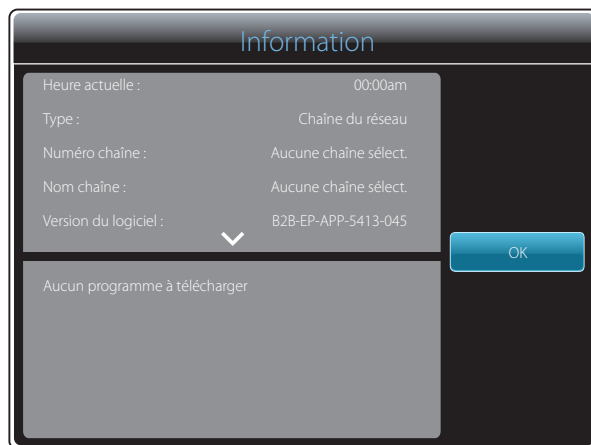 Information
Heure actuelle : 00:00am
Type : Chaîne du réseau
Numéro chaîne : Aucune chaîne sélect.
Nom chaîne : Aucune chaîne sélect.
Version du logiciel : B2B-EP-APP-5413-045
OK
Aucun programme à télécharger